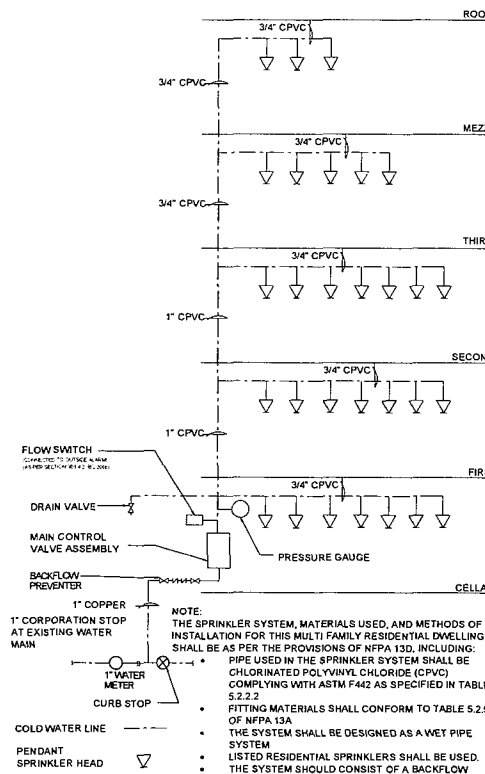 ROO
3/4" CPVC
3/4" CPVC
MEZZ
3/4" CPVC
3/4" CPVC
THIR
3/4" CPVC
1" CPVC
SECON
3/4" CPVC
1" CPVC
FIR
3/4" CPVC
FLOW SWITCH
(CONNECTED TO OUTSIDE ALARM
DRAIN VALVE
MAIN CONTROL
VALVE ASSEMBLY
PRESSURE GAUGE
BACKFLOW
PREVENTER
CELLA
1" COPPER
1" CORPORATION STOP
AT EXISTING WATER
MAIN
1" WATER
METER
CURB STOP
COLD WATER LINE
PENDANT
SPRINKLER HEAD
NOTE:
THE SPRINKLER SYSTEM, MATERIALS USED, AND METHODS OF
INSTALLATION FOR THIS MULTI FAMILY RESIDENTIAL DWELLING
SHALL BE AS PER THE PROVISIONS OF NFPA 13D, INCLUDING:
• PIPE USED IN THE SPRINKLER SYSTEM SHALL BE
CHLORINATED POLYVINYL CHLORIDE (CPVC)
COMPLYING WITH ASTM F442 AS SPECIFIED IN TABLE
5.2.2.2
• FITTING MATERIALS SHALL CONFORM TO TABLE 5.2.5
OF NFPA 13A
• THE SYSTEM SHALL BE DESIGNED AS A WET PIPE
SYSTEM
• LISTED RESIDENTIAL SPRINKLERS SHALL BE USED.
• THE SYSTEM SHOULD CONSIST OF A BACKFLOW